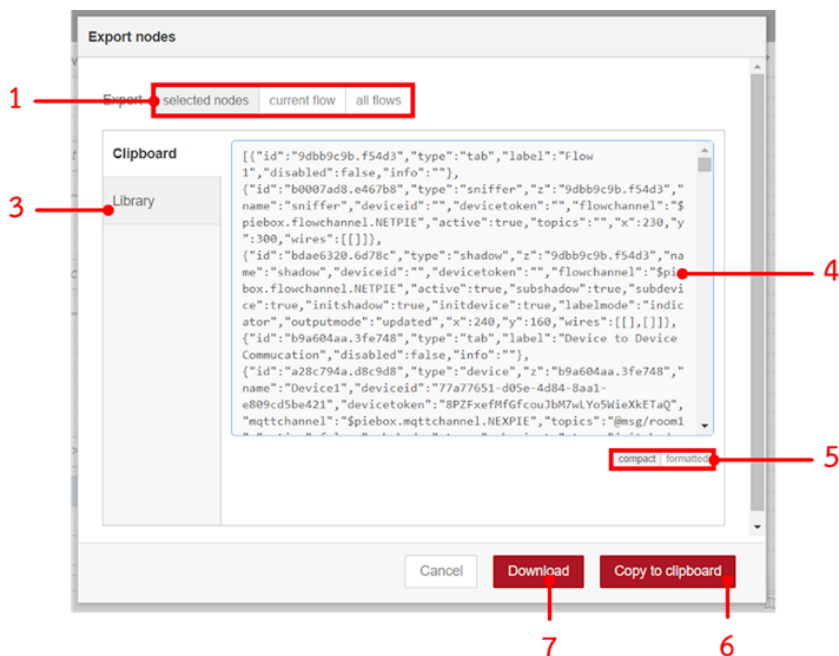 Export nodes
1
Export selected nodes current flow all flows
Clipboard
Library
3
[{"id":"9dbb9c9b.f54d3","type":"tab","label":"Flow
1","disabled":false,"info":""},
{"id":"b0007ad8.e467b8","type":"sniffer","z":"9dbb9c9b.f54d3","
name":"sniffer","deviceid":"","devicetoken":"","flowchannel":"$
piebox.flowchannel.NETPIE","active":true,"topics":"","x":230,"y
":300,"wires":[[]]},
{"id":"bdae6320.6d78c","type":"shadow","z":"9dbb9c9b.f54d3","na
me":"shadow","deviceid":"","devicetoken":"","flowchannel":"$pie
box.flowchannel.NETPIE","active":true,"subshadow":true,"subdevi
ce":true,"initshadow":true,"initdevice":true,"labelmode":"indic
ator","outputmode":"updated","x":240,"y":160,"wires":[[],[]]},
{"id":"b9a604aa.3fe748","type":"tab","label":"Device to Device
Commucation","disabled":false,"info":""},
{"id":"a28c794a.d8c9d8","type":"device","z":"b9a604aa.3fe748","
name":"Device1","deviceid":"77a77651-d05e-4d84-8aa1-
e809cd5be421","devicetoken":"8PZFxefMfGfcouJbM7wLYo5WieXkETaQ",
"mqttchannel":"$piebox.mqttchannel.NEXPIE","topics":"@msg/room1
4
compact formatted
5
Cancel
Download
Copy to clipboard
7
6